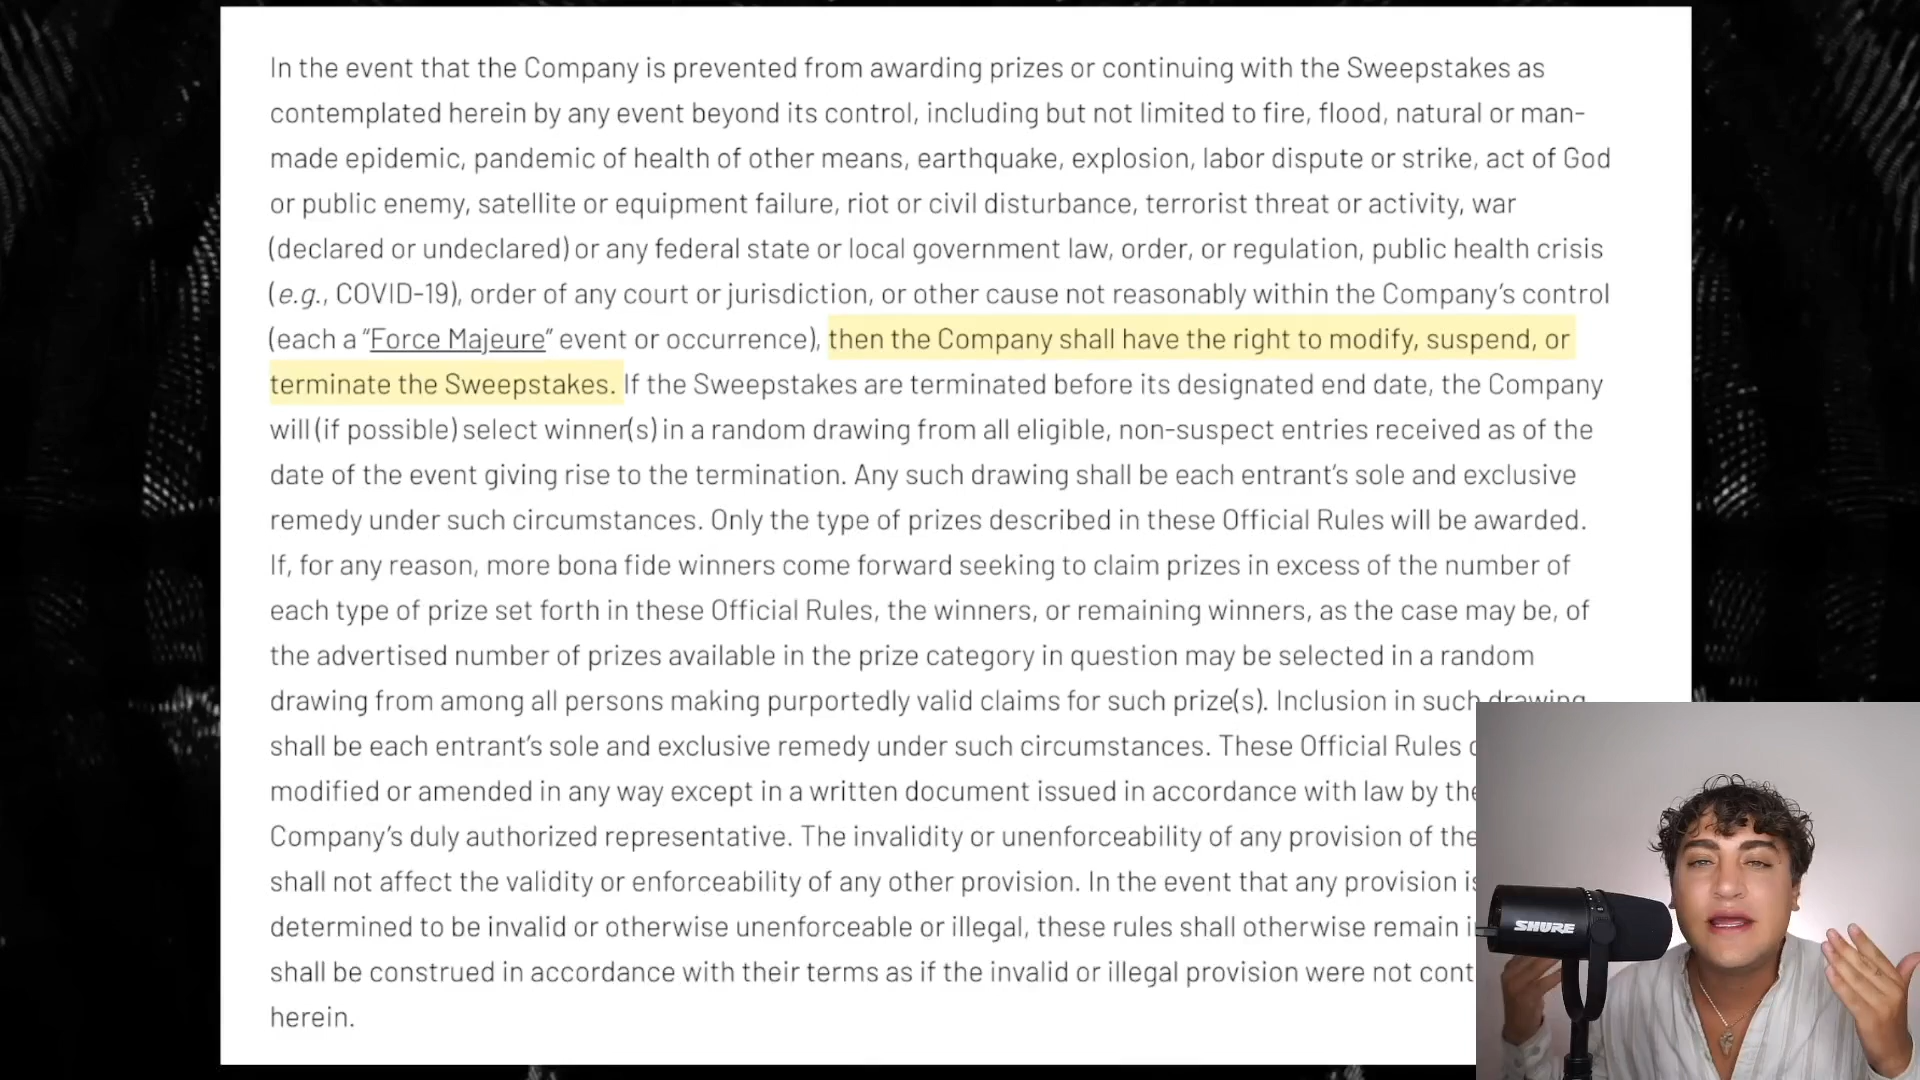 In the event that the Company is prevented from awarding prizes or continuing with the Sweepstakes as
contemplated herein by any event beyond its control, including but not limited to fire, flood, natural or man-
made epidemic, pandemic of health of other means, earthquake, explosion, labor dispute or strike, act of God
or public enemy, satellite or equipment failure, riot or civil disturbance, terrorist threat or activity, war
(declared or undeclared) or any federal state or local government law, order, or regulation, public health crisis
(e.g., COVID-19), order of any court or jurisdiction, or other cause not reasonably within the Company’s control
(each a “Force Majeure” event or occurrence), then the Company shall have the right to modify, suspend, or
terminate the Sweepstakes. If the Sweepstakes are terminated before its designated end date, the Company
will (if possible) select winner(s) in a random drawing from all eligible, non-suspect entries received as of the
date of the event giving rise to the termination. Any such drawing shall be each entrant’s sole and exclusive
remedy under such circumstances. Only the type of prizes described in these Official Rules will be awarded.
If, for any reason, more bona fide winners come forward seeking to claim prizes in excess of the number of
each type of prize set forth in these Official Rules, the winners, or remaining winners, as the case may be, of
the advertised number of prizes available in the prize category in question may be selected in a random
drawing from among all persons making purportedly valid claims for such prize(s). Inclusion in such drawing
shall be each entrant’s sole and exclusive remedy under such circumstances. These Official Rules
modified or amended in any way except in a written document issued in accordance with law by the
Company’s duly authorized representative. The invalidity or unenforceability of any provision of
shall not affect the validity or enforceability of any other provision. In the event that any provision
determined to be invalid or otherwise unenforceable or illegal, these rules shall otherwise remain
shall be construed in accordance with their terms as if the invalid or illegal provision were not
herein.
SHURE